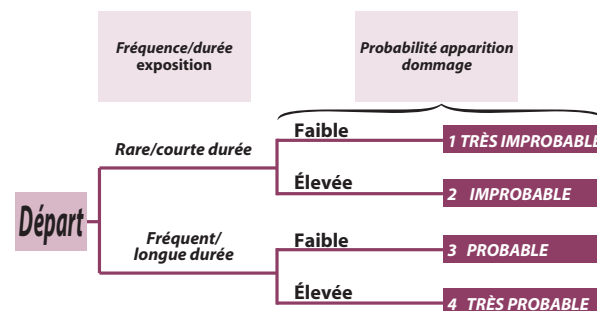 Fréquence/durée
exposition
Probabilité apparition
dommage
Départ
Rare/courte durée
Faible
1 TRÈS IMPROBABLE
Élevée
2 IMPROBABLE
Fréquent/
longue durée
Faible
3 PROBABLE
Élevée
4 TRÈS PROBABLE